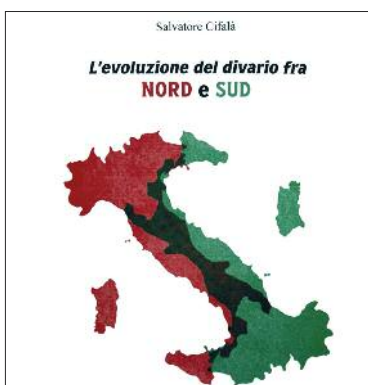 Salvatore Cifalà
L'evoluzione del divario fra
NORD e SUD